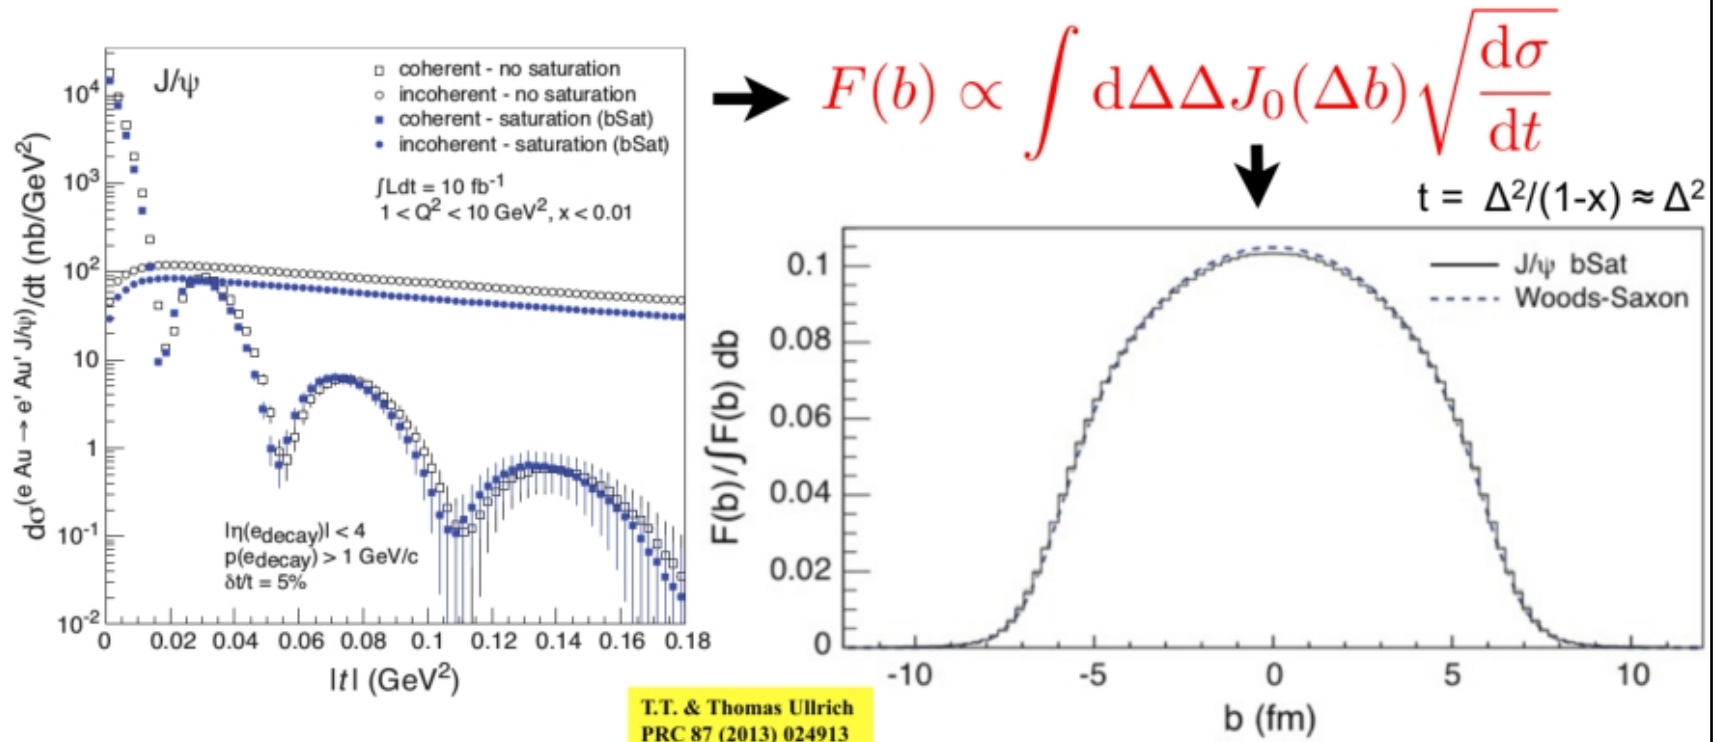 J/ψ
□ coherent - no saturation
○ incoherent - no saturation
■ coherent - saturation (bSat)
● incoherent - saturation (bSat)
∫Ldt = 10 fb⁻¹
1 < Q² < 10 GeV², x < 0.01
dσ(e Au → e' Au' J/ψ)/dt (nb/GeV²)
10⁴
10³
10²
10
1
10⁻¹
10⁻²
|η(e_decay)| < 4
p(e_decay) > 1 GeV/c
δt/t = 5%
0 0.02 0.04 0.06 0.08 0.1 0.12 0.14 0.16 0.18
|t| (GeV²)
F(b) ∝ ∫ dΔΔJ₀(Δb)√(dσ/dt)
t = Δ²/(1-x) ≈ Δ²
J/ψ bSat
Woods-Saxon
F(b)/∫F(b) db
0.1
0.08
0.06
0.04
0.02
0
-10 -5 0 5 10
b (fm)
T.T. & Thomas Ullrich
PRC 87 (2013) 024913